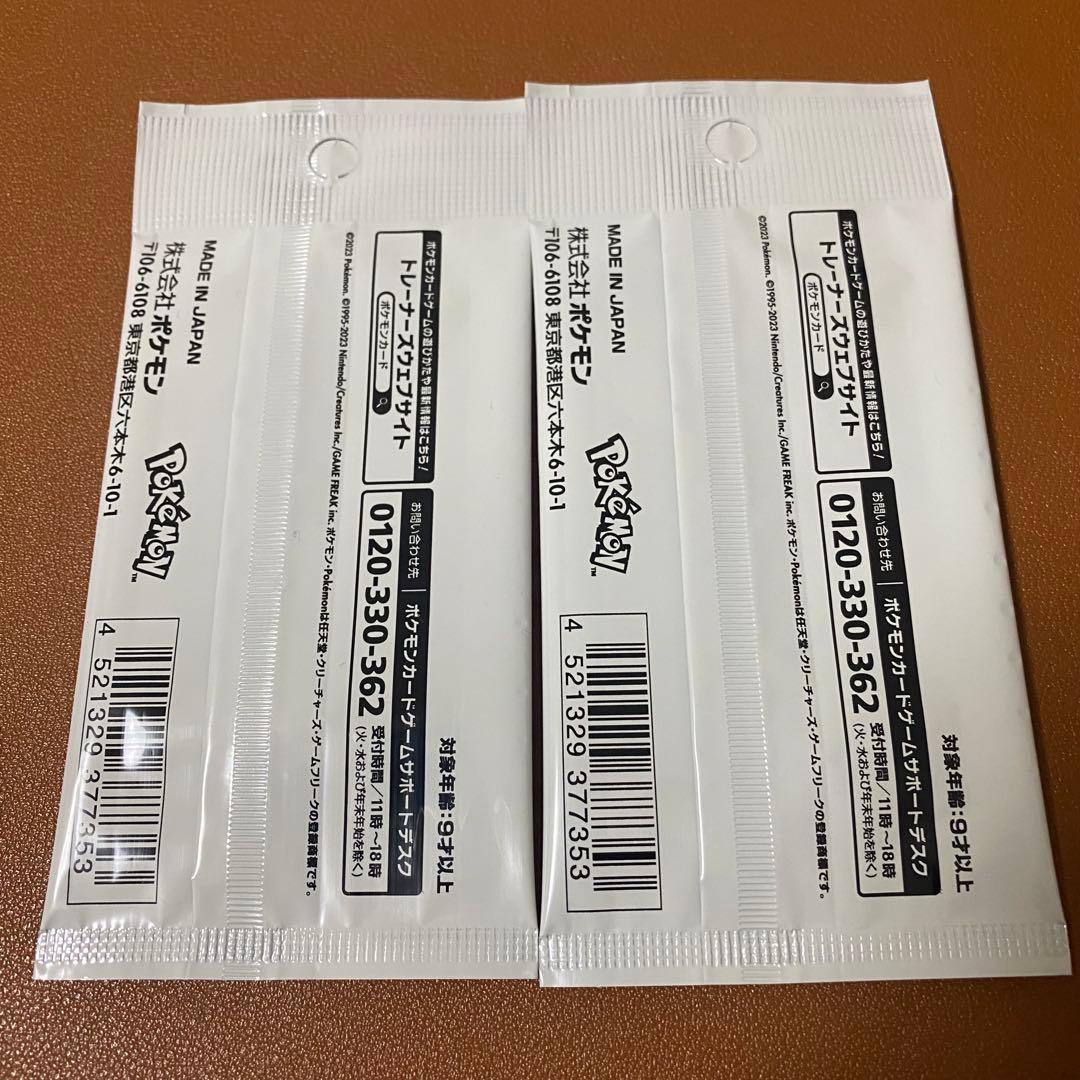 対象年齢:9才以上
ポケモンカードゲームの遊びかたや最新情報はこちら!
トレーナーズウェブサイト
ポケモンカード
お問い合わせ先 ポケモンカードゲームサポートデスク
0120-330-362 受付時間/11時~18時
(火・水および年末年始を除く)
©2023 Pokémon. ©1995-2023 Nintendo/Creatures Inc./GAME FREAK inc. ポケモン・Pokémonは任天堂・クリーチャーズ・ゲームフリークの登録商標です。
MADE IN JAPAN
株式会社 ポケモン
〒106-6108 東京都港区六本木6-10-1
POKéMON™
4 521329 377353
対象年齢:9才以上
ポケモンカードゲームの遊びかたや最新情報はこちら!
トレーナーズウェブサイト
ポケモンカード
お問い合わせ先 ポケモンカードゲームサポートデスク
0120-330-362 受付時間/11時~18時
(火・水および年末年始を除く)
©2023 Pokémon. ©1995-2023 Nintendo/Creatures Inc./GAME FREAK inc. ポケモン・Pokémonは任天堂・クリーチャーズ・ゲームフリークの登録商標です。
MADE IN JAPAN
株式会社 ポケモン
〒106-6108 東京都港区六本木6-10-1
POKéMON™
4 521329 377353